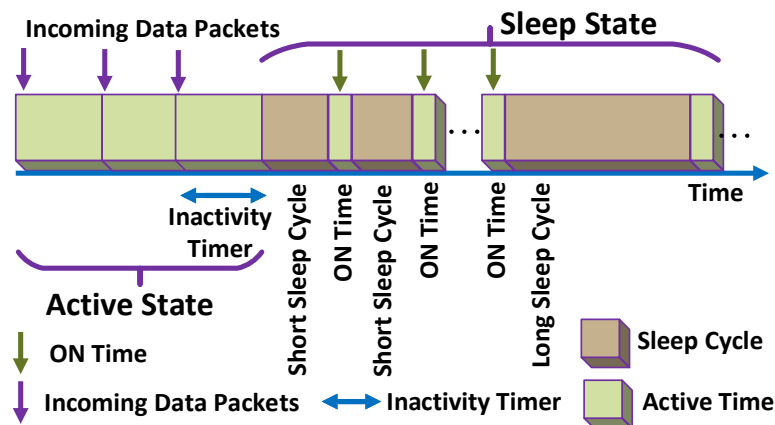 Incoming Data Packets
Sleep State
...
...
Time
Inactivity
Timer
Short Sleep Cycle
ON Time
Short Sleep Cycle
ON Time
ON Time
Long Sleep Cycle
Active State
ON Time
Sleep Cycle
Incoming Data Packets
Inactivity Timer
Active Time